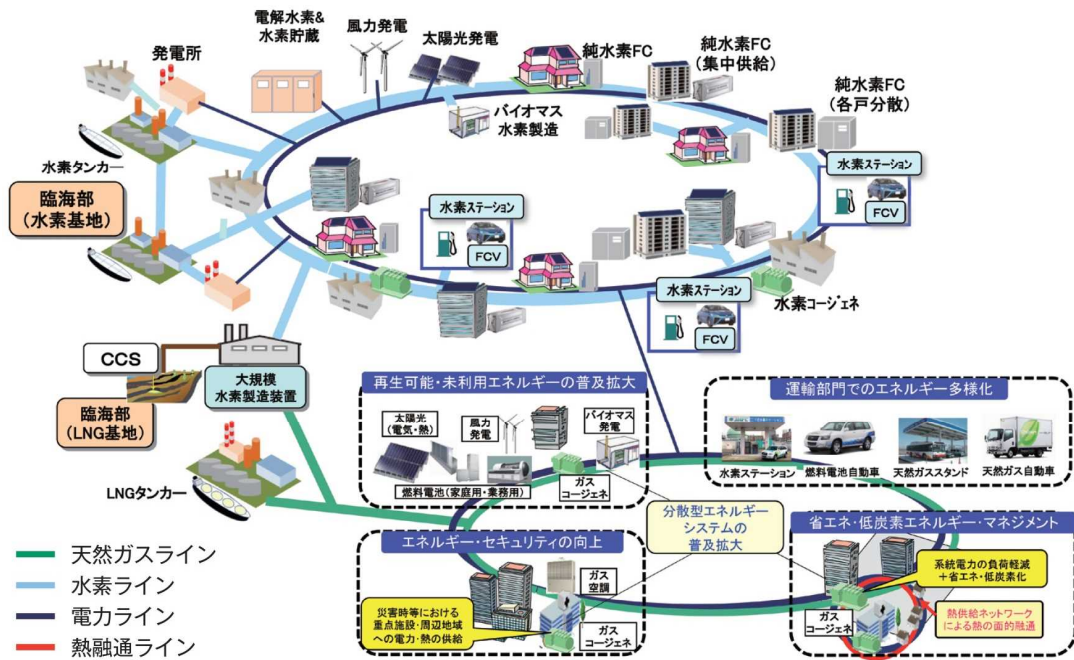 電解水素&
水素貯蔵
風力発電
太陽光発電
純水素FC
純水素FC
(集中供給)
純水素FC
(各戸分散)
発電所
バイオマス
水素製造
水素タンカー
臨海部
(水素基地)
水素ステーション
FCV
水素ステーション
FCV
水素ステーション
FCV
水素コージェネ
CCS
大規模
水素製造装置
臨海部
(LNG基地)
LNGタンカー
再生可能・未利用エネルギーの普及拡大
太陽光
(電気・熱)
風力
発電
バイオマス
発電
燃料電池(家庭用・業務用)
ガス
コージェネ
運輸部門でのエネルギー多様化
水素ステーション
燃料電池自動車
天然ガススタンド
天然ガス自動車
分散型エネルギー
システムの
普及拡大
エネルギー・セキュリティの向上
ガス
空調
災害時等における
重点施設・周辺地域
への電力・熱の供給
ガス
コージェネ
省エネ・低炭素エネルギー・マネジメント
系統電力の負荷軽減
+省エネ・低炭素化
ガス
コージェネ
熱供給ネットワーク
による熱の面的融通
天然ガスライン
水素ライン
電力ライン
熱融通ライン